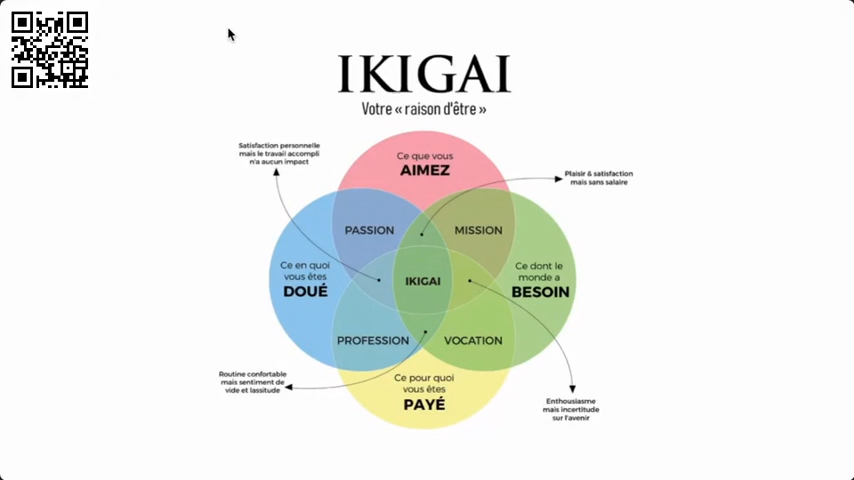 IKIGAI
Votre « raison d'être »
Satisfaction personnelle
mais le travail accompli
n'a aucun impact
Ce que vous
AIMEZ
Plaisir & satisfaction
mais sans salaire
PASSION
MISSION
Ce en quoi
vous êtes
DOUÉ
IKIGAI
Ce dont le
monde a
BESOIN
PROFESSION
VOCATION
Routine confortable
mais sentiment de
vide et lassitude
Ce pour quoi
vous êtes
PAYÉ
Enthousiasme
mais incertitude
sur l'avenir